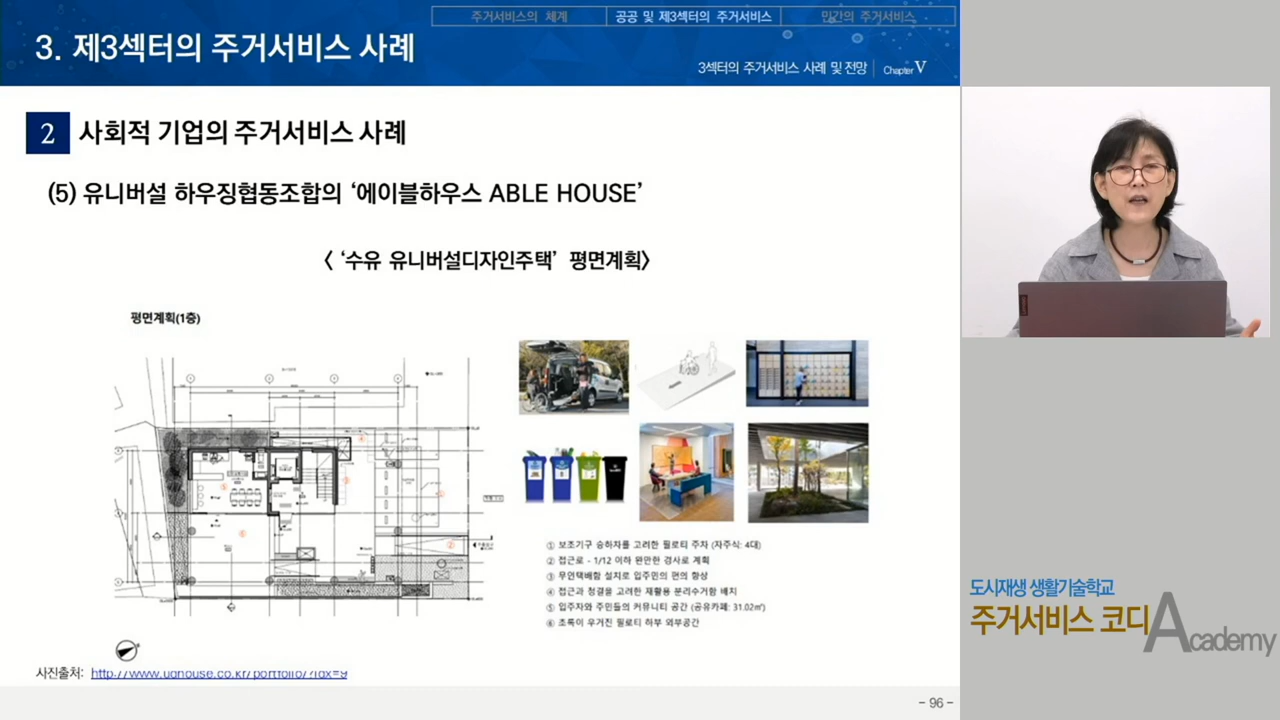 주거서비스의 체계
공공 및 제3섹터의 주거서비스
민간의 주거서비스
3. 제3섹터의 주거서비스 사례
3섹터의 주거서비스 사례 및 전망
Chapter V
2 사회적 기업의 주거서비스 사례
(5) 유니버설 하우징협동조합의 ‘에이블하우스 ABLE HOUSE’
〈 ‘수유 유니버설디자인주택’ 평면계획〉
평면계획(1층)
① 보조기구 승하차를 고려한 필로티 주차 (자주식: 4대)
② 접근로 - 1/12 이하 완만한 경사로 계획
③ 무인택배함 설치로 입주민의 편의 향상
④ 접근과 청결을 고려한 재활용 분리수거함 배치
⑤ 입주자와 주민들의 커뮤니티 공간 (공유카페: 31.02㎡)
⑥ 초록이 우거진 필로티 하부 외부공간
사진출처: http://www.udhouse.co.kr/portfolio/?idx=9
- 96 -
도시재생 생활기술학교
주거서비스 코디
Academy